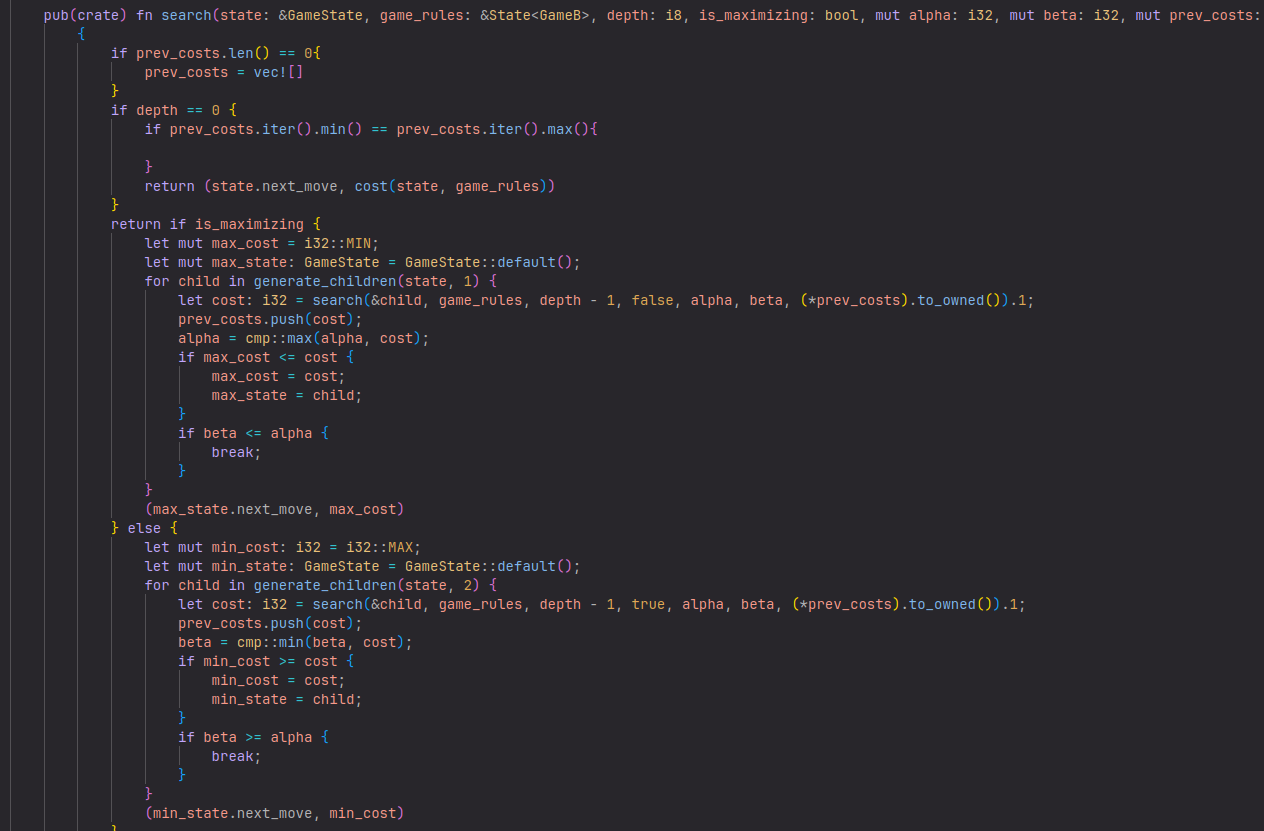 pub(crate) fn search(state: &GameState, game_rules: &State<GameB>, depth: i8, is_maximizing: bool, mut alpha: i32, mut beta: i32, mut prev_costs:
{
if prev_costs.len() == 0{
prev_costs = vec![]
}
if depth == 0 {
if prev_costs.iter().min() == prev_costs.iter().max(){
}
return (state.next_move, cost(state, game_rules))
}
return if is_maximizing {
let mut max_cost = i32::MIN;
let mut max_state: GameState = GameState::default();
for child in generate_children(state, 1) {
let cost: i32 = search(&child, game_rules, depth - 1, false, alpha, beta, (*prev_costs).to_owned()).1;
prev_costs.push(cost);
alpha = cmp::max(alpha, cost);
if max_cost <= cost {
max_cost = cost;
max_state = child;
}
if beta <= alpha {
break;
}
}
(max_state.next_move, max_cost)
} else {
let mut min_cost: i32 = i32::MAX;
let mut min_state: GameState = GameState::default();
for child in generate_children(state, 2) {
let cost: i32 = search(&child, game_rules, depth - 1, true, alpha, beta, (*prev_costs).to_owned()).1;
prev_costs.push(cost);
beta = cmp::min(beta, cost);
if min_cost >= cost {
min_cost = cost;
min_state = child;
}
if beta >= alpha {
break;
}
}
(min_state.next_move, min_cost)
}